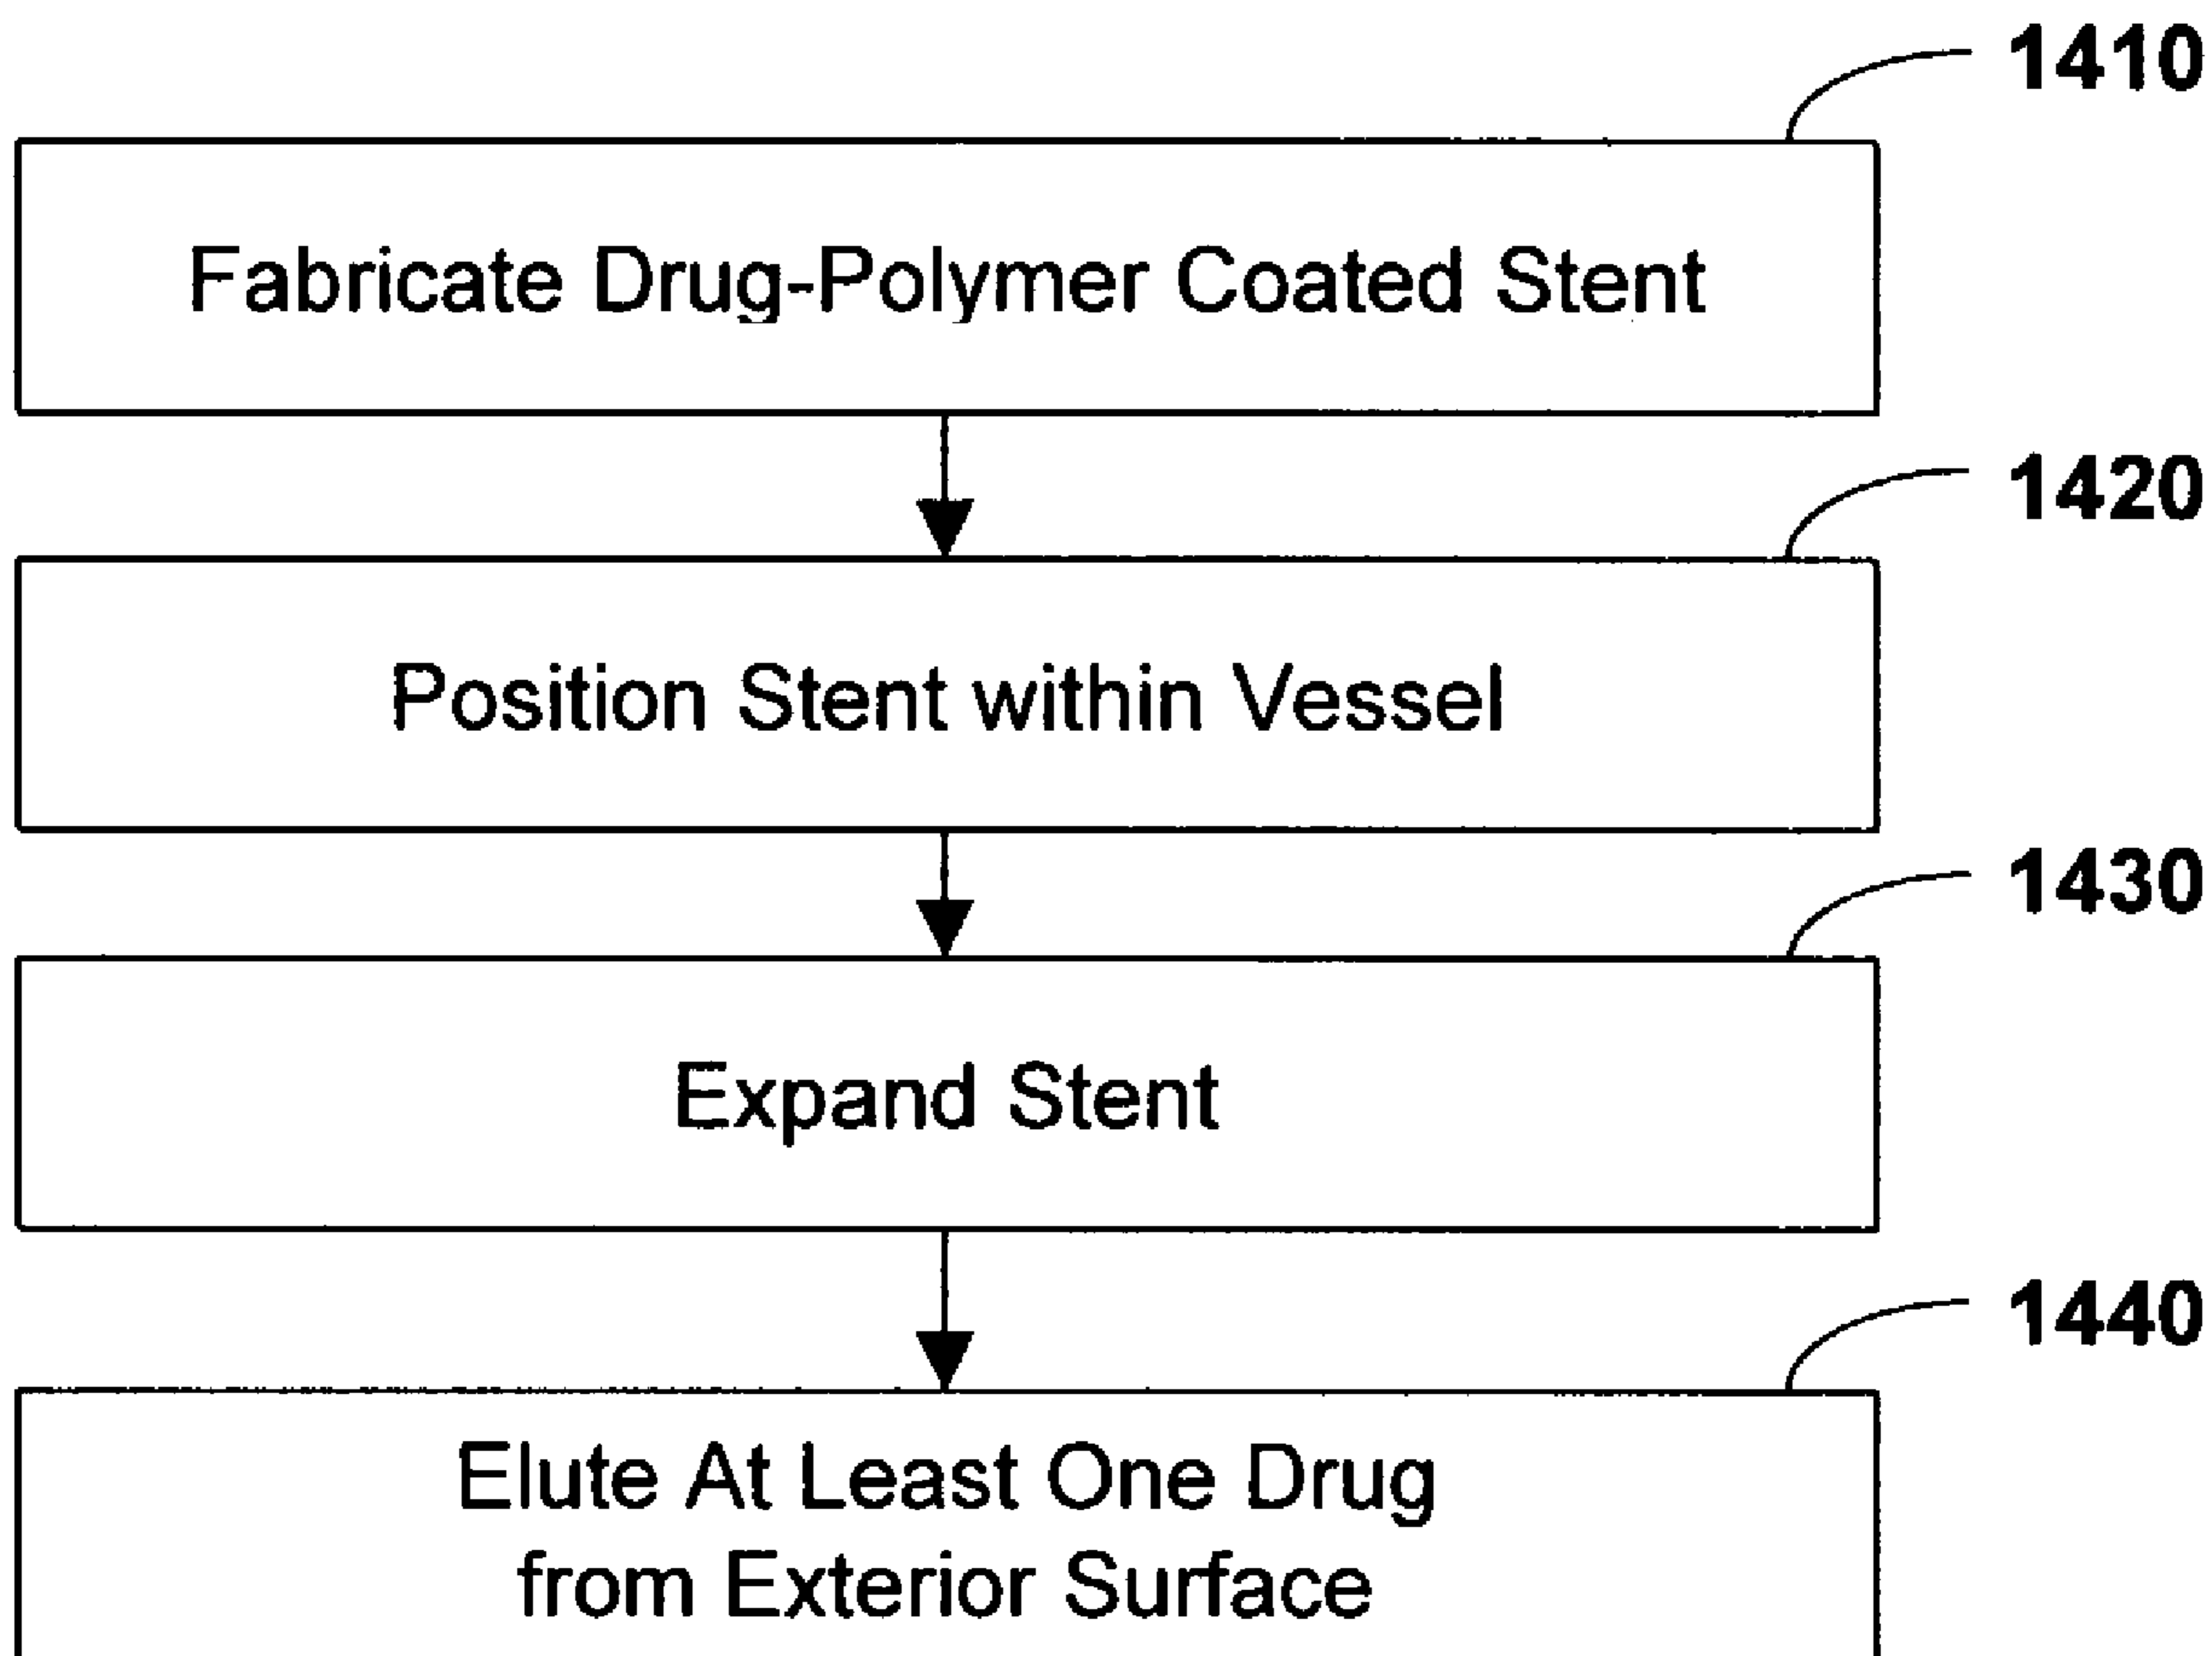 1410
Fabricate Drug-Polymer Coated Stent
1420
Position Stent within Vessel
1430
Expand Stent
1440
Elute At Least One Drug
from Exterior Surface